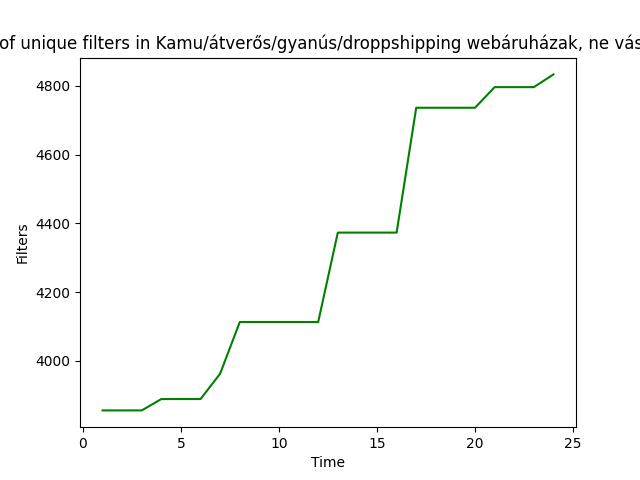 of unique filters in Kamu/átverős/gyanús/droppshipping webáruházak, ne vás
4800
4600
4400
4200
4000
Filters
0 5 10 15 20 25
Time